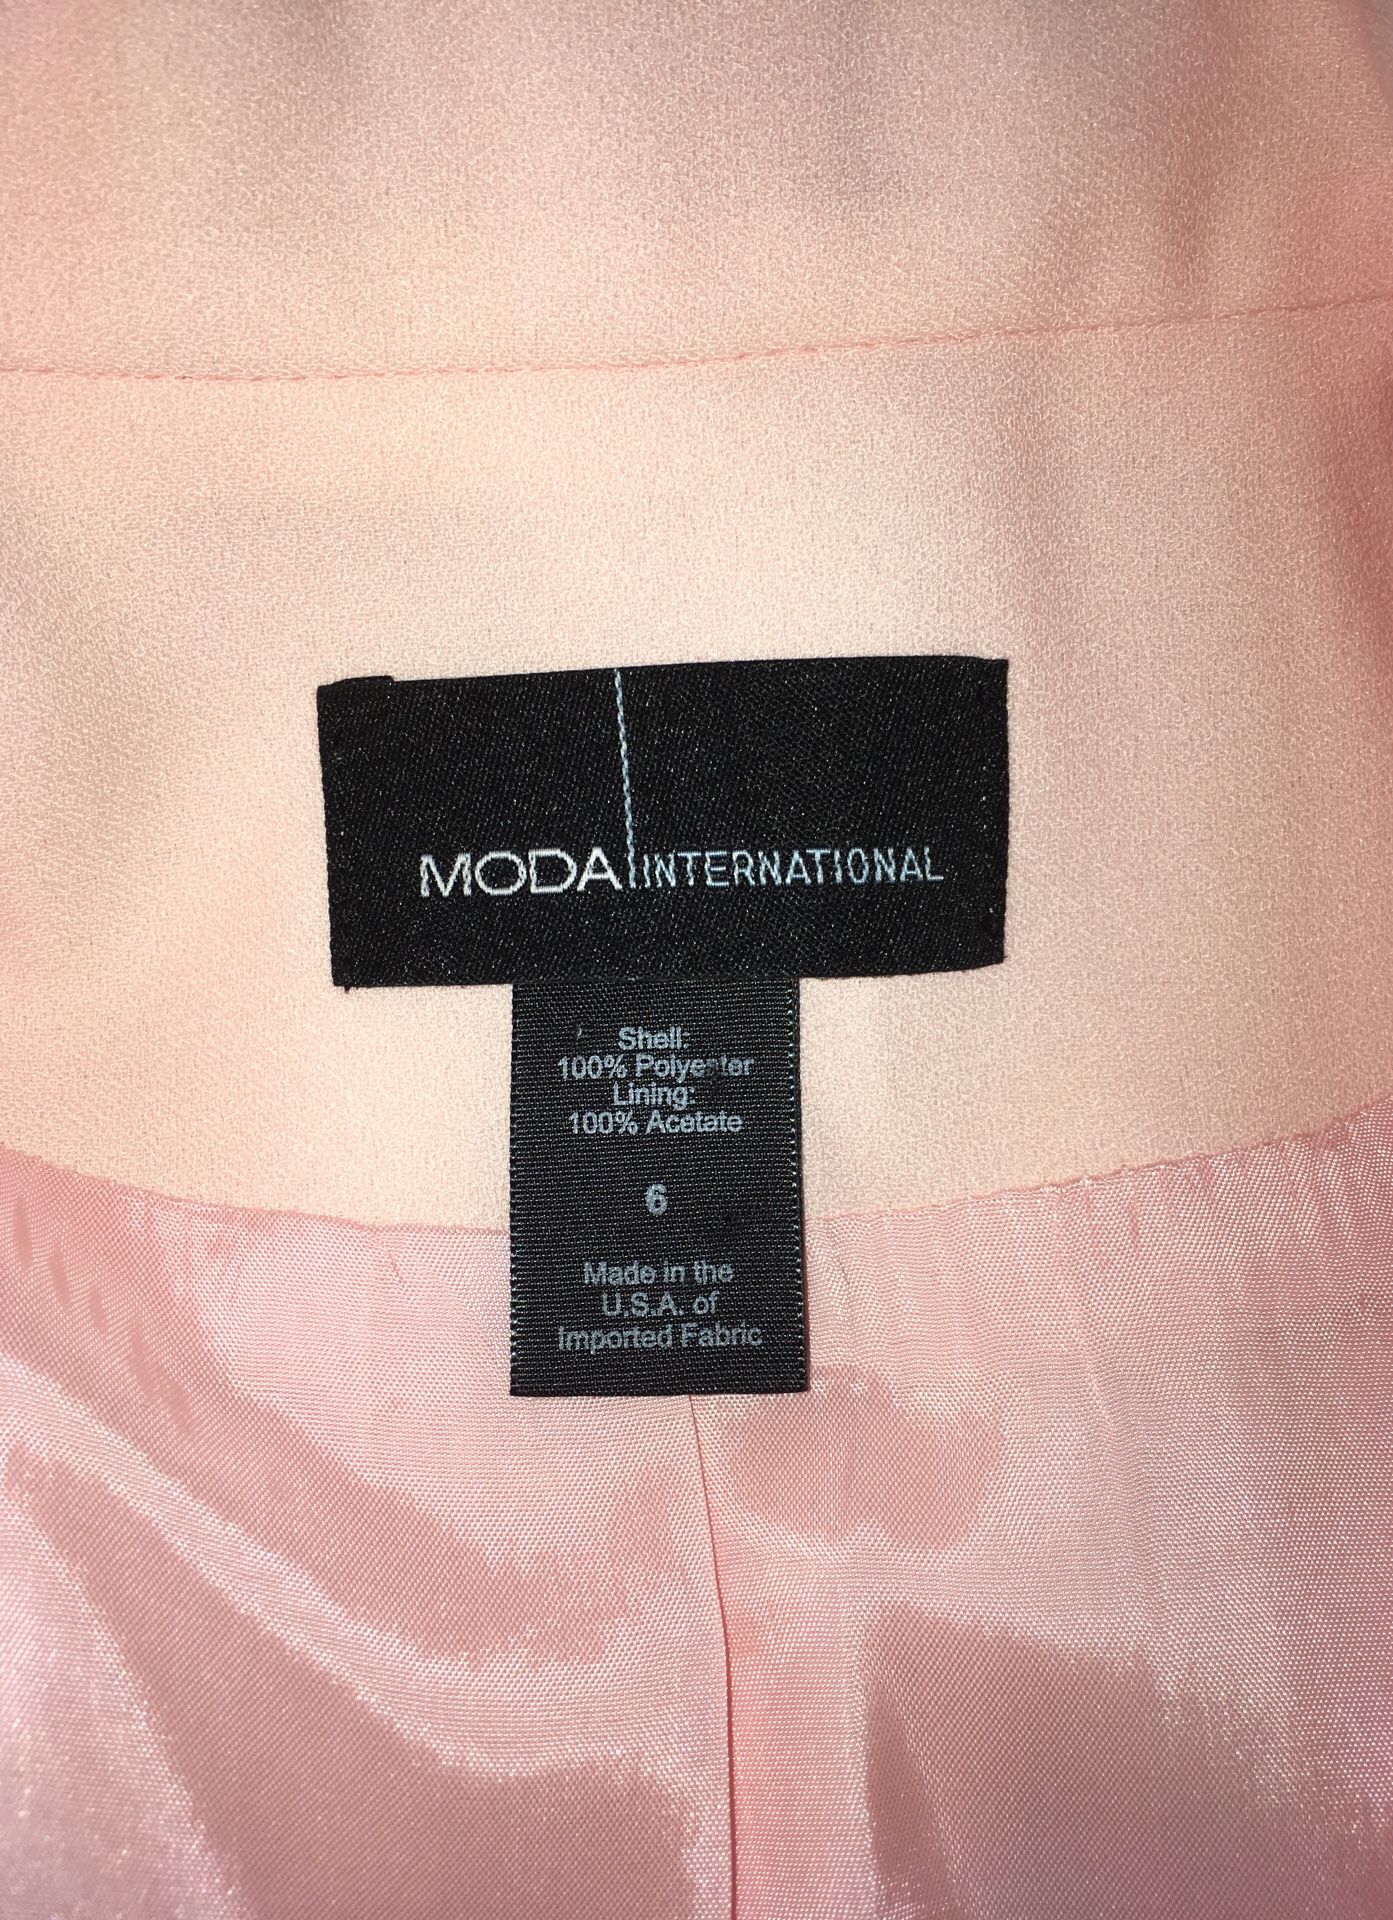 MODA INTERNATIONAL
Shell:
100% Polyester
Lining:
100% Acetate
6
Made in the
U.S.A. of
Imported Fabric